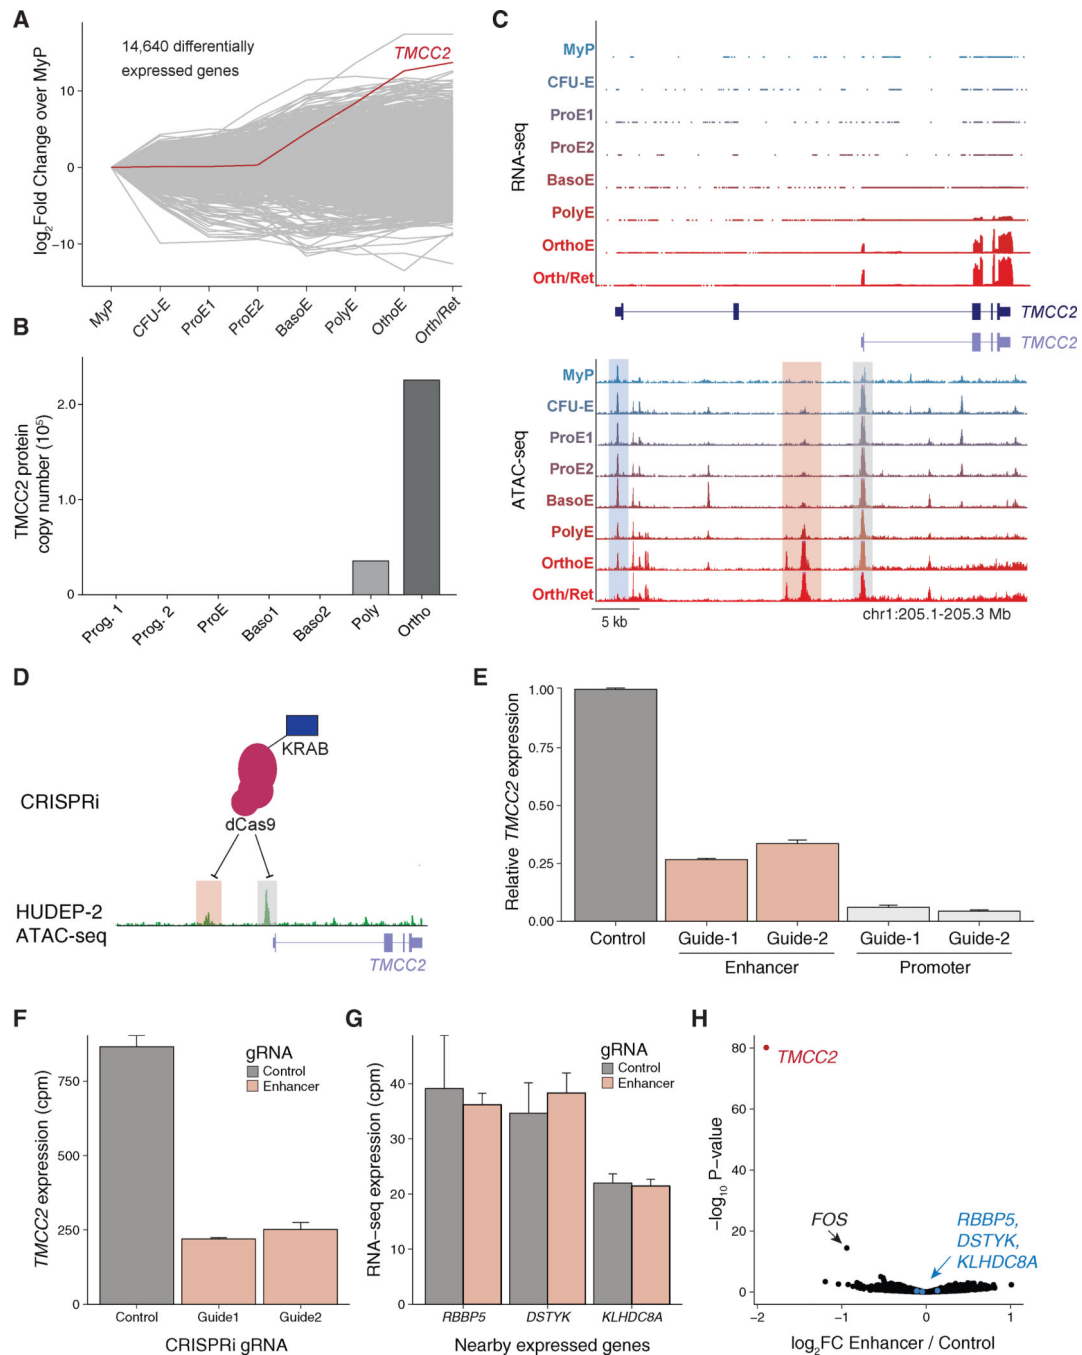 A
14,640 differentially
expressed genes
TMCC2
log2Fold Change over MyP
10
0
−10
MyP
CFU-E
ProE1
ProE2
BasoE
PolyE
OthoE
Orth/Ret
B
TMCC2 protein
copy number (10⁵)
2.0
1.0
0
Prog. 1
Prog. 2
ProE
Baso1
Baso2
Poly
Ortho
C
RNA-seq
MyP
CFU-E
ProE1
ProE2
BasoE
PolyE
OrthoE
Orth/Ret
TMCC2
TMCC2
ATAC-seq
MyP
CFU-E
ProE1
ProE2
BasoE
PolyE
OrthoE
Orth/Ret
5 kb
chr1:205.1-205.3 Mb
D
KRAB
CRISPRi
dCas9
HUDEP-2
ATAC-seq
TMCC2
E
Relative TMCC2 expression
1.00
0.75
0.50
0.25
0.00
Control
Guide-1
Guide-2
Guide-1
Guide-2
Enhancer
Promoter
F
TMCC2 expression (cpm)
750
500
250
0
gRNA
Control
Enhancer
Control
Guide1
Guide2
CRISPRi gRNA
G
RNA-seq expression (cpm)
40
30
20
10
0
gRNA
Control
Enhancer
RBBP5
DSTYK
KLHDC8A
Nearby expressed genes
H
−log10 P−value
80
60
40
20
0
TMCC2
FOS
RBBP5,
DSTYK,
KLHDC8A
−2
−1
0
1
log2FC Enhancer / Control